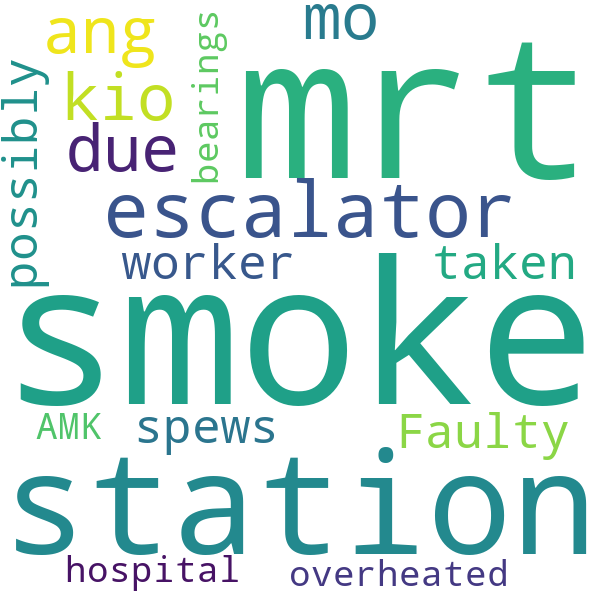 mo
ang
bearings
mrt
possibly
kio
due
escalator
worker
taken
smoke
AMK
spews
Faulty
station
hospital
overheated